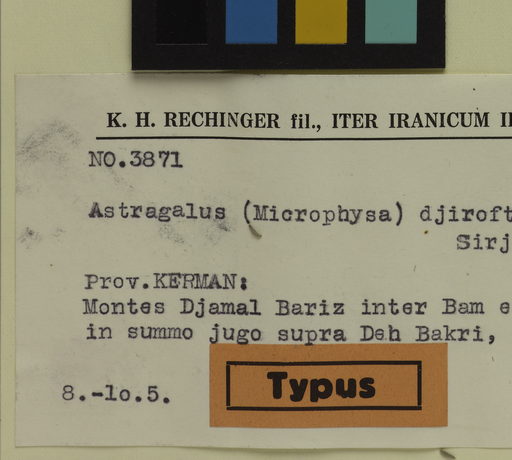 K. H. RECHINGER fil., ITER IRANICUM I
NO.3871
Astragalus (Microphysa) djiroft
Sirj
Prov.KERMAN:
Montes Djamal Bariz inter Bam e
in summo jugo supra Deh Bakri,
8.-lo.5.
Typus